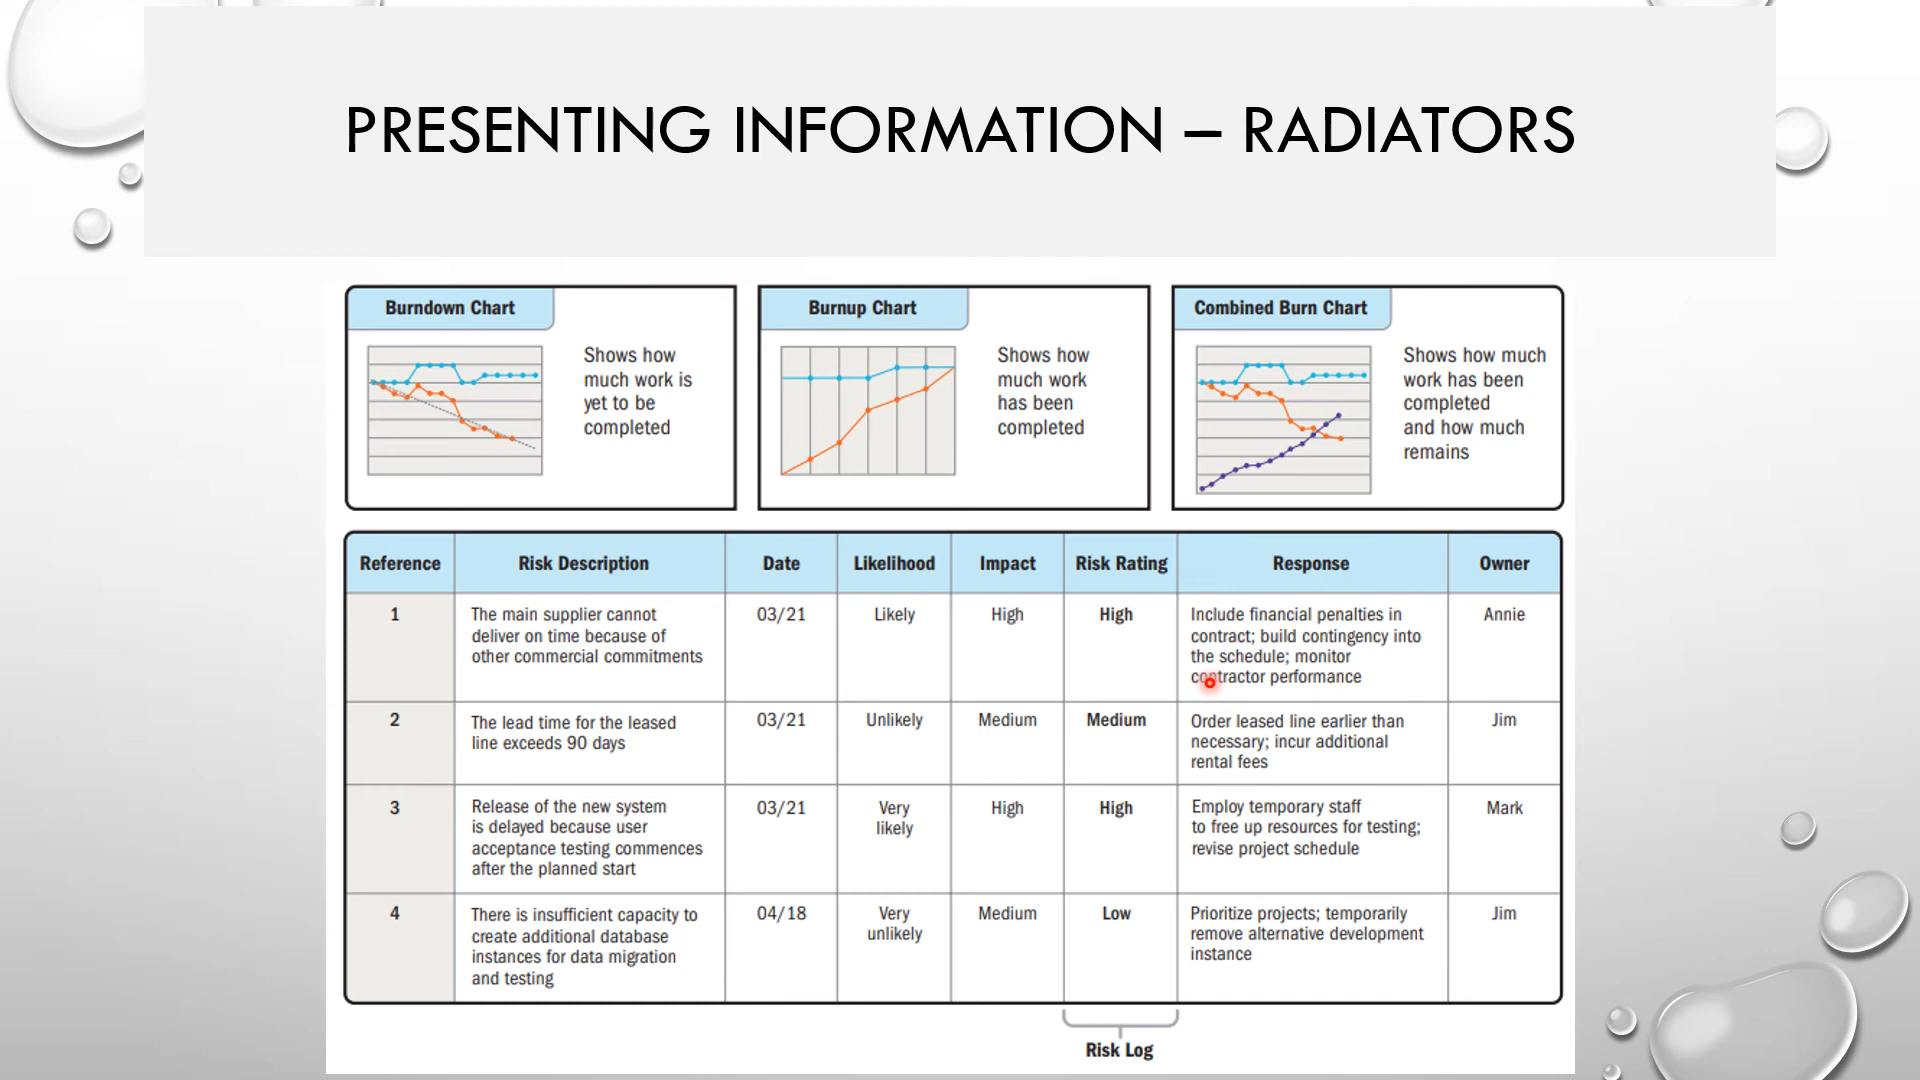 PRESENTING INFORMATION – RADIATORS
Burndown Chart
Shows how
much work is
yet to be
completed
Burnup Chart
Shows how
much work
has been
completed
Combined Burn Chart
Shows how much
work has been
completed
and how much
remains
Reference Risk Description Date Likelihood Impact Risk Rating Response Owner
1
The main supplier cannot
deliver on time because of
other commercial commitments
03/21
Likely
High
High
Include financial penalties in
contract; build contingency into
the schedule; monitor
contractor performance
Annie
2
The lead time for the leased
line exceeds 90 days
03/21
Unlikely
Medium
Medium
Order leased line earlier than
necessary; incur additional
rental fees
Jim
3
Release of the new system
is delayed because user
acceptance testing commences
after the planned start
03/21
Very
likely
High
High
Employ temporary staff
to free up resources for testing;
revise project schedule
Mark
4
There is insufficient capacity to
create additional database
instances for data migration
and testing
04/18
Very
unlikely
Medium
Low
Prioritize projects; temporarily
remove alternative development
instance
Jim
Risk Log